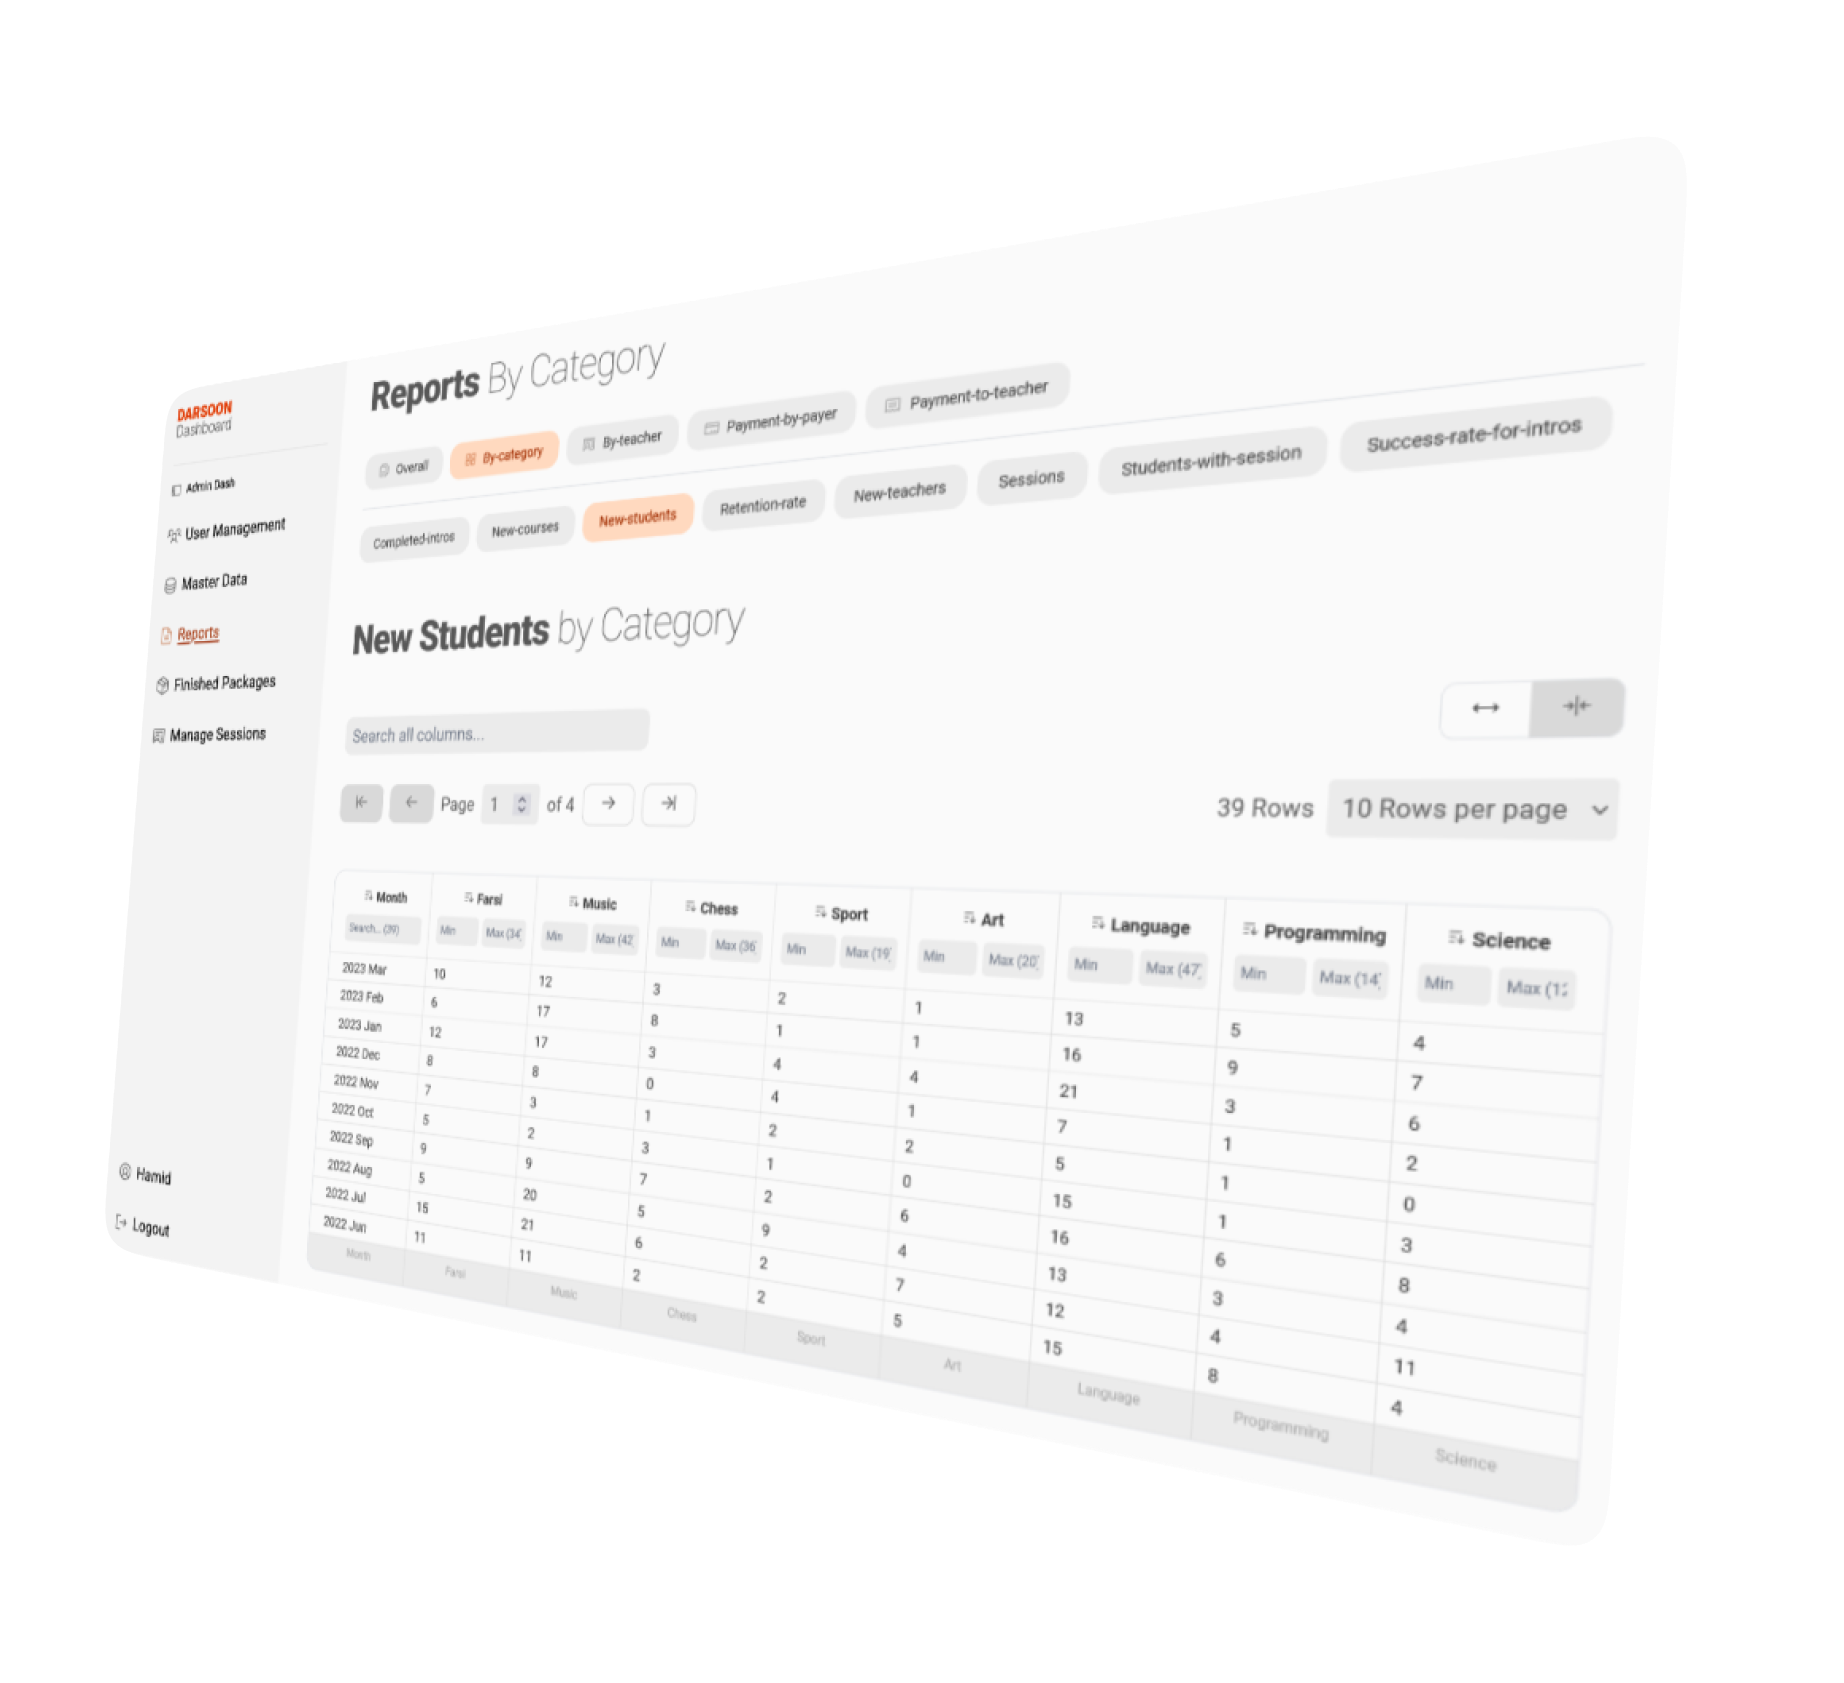 DARSOON
Dashboard
Admin Dash
User Management
Master Data
Reports
Finished Packages
Manage Sessions
Hamid
Logout
Reports By Category
Overall By-category By-teacher Payment-by-payer Payment-to-teacher
Completed-intros New-courses New-students Retention-rate New-teachers Sessions Students-with-session Success-rate-for-intros
New Students by Category
Search all columns...
Page 1 of 4
39 Rows 10 Rows per page
Month Farsi Music Chess Sport Art Language Programming Science
Search... (39) Min Max (34 Min Max (42 Min Max (36 Min Max (19 Min Max (20 Min Max (47 Min Max (14 Min Max (1
2023 Mar 10 12 3 2 1 13 5 4
2023 Feb 6 17 8 1 1 16 9 7
2023 Jan 12 17 3 4 4 21 3 6
2022 Dec 8 8 0 4 1 7 1 2
2022 Nov 7 3 1 2 2 5 1 0
2022 Oct 5 2 3 1 0 15 1 3
2022 Sep 9 9 7 2 6 16 6 8
2022 Aug 5 20 5 9 4 13 3 4
2022 Jul 15 21 6 2 7 12 4 11
2022 Jun 11 11 2 2 5 15 8 4
Month Farsi Music Chess Sport Art Language Programming Science